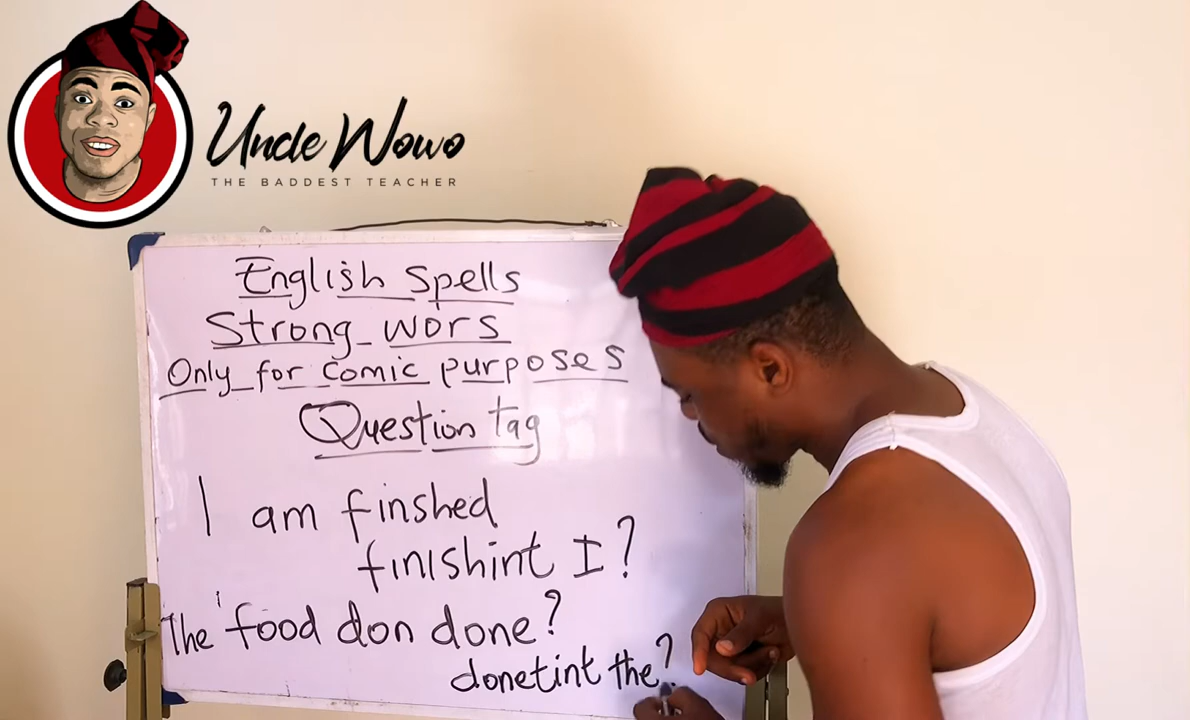 Uncle Wowo
THE BADDEST TEACHER
English Spells
Strong wors
Only for comic purposes
Question tag
I am finshed
finishint I?
The food don done?
donetint the?